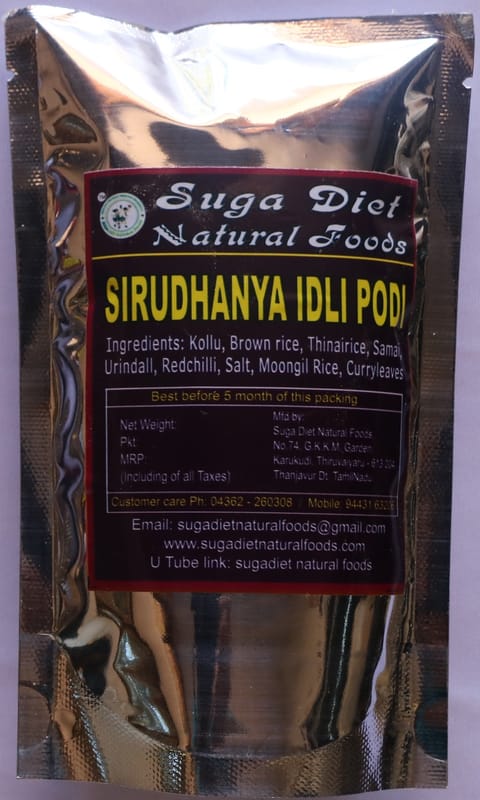 Suga Diet
Natural Foods
SIRUDHANYA IDLI PODI
Ingredients: Kollu, Brown rice, Thinairice, Samai,
Urindall, Redchilli, Salt, Moongil Rice, Curryleaves
Best before 5 month of this packing
Net Weight:
Pkt:
MRP:
(Including of all Taxes)
Mfd by:
Suga Diet Natural Foods
No.74, G.K.K.M. Garden
Karukudi, Thiruvaiyaru - 613 204
Thanjavur Dt. TamilNadu
Customer care Ph: 04362 - 260308 / Mobile: 94431
Email: sugadietnaturalfoods@gmail.com
www.sugadietnaturalfoods.com
U Tube link: sugadiet natural foods